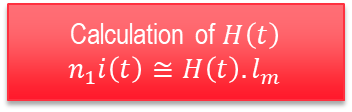 Calculation of H(t)
n₁i(t) ≅ H(t).lₘ